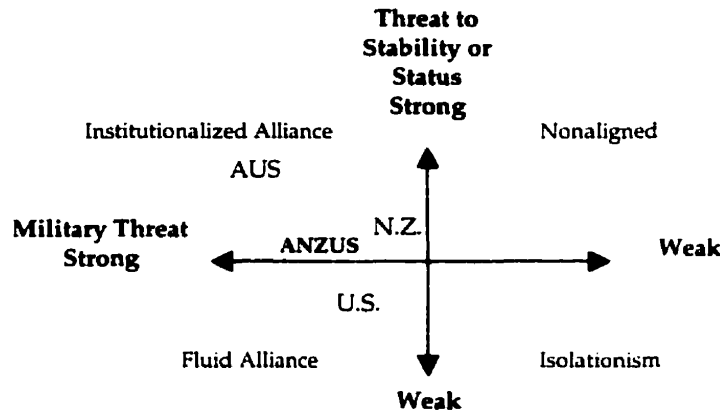 Threat to
Stability or
Status
Strong
Institutionalized Alliance
Nonaligned
AUS
N.Z.
Military Threat
Strong
ANZUS
Weak
U.S.
Fluid Alliance
Isolationism
Weak